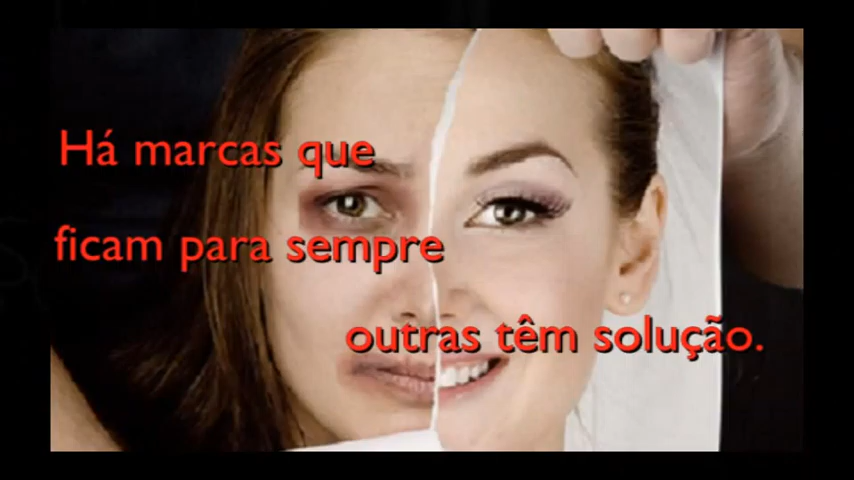 Há marcas que
ficam para sempre
outras têm solução.